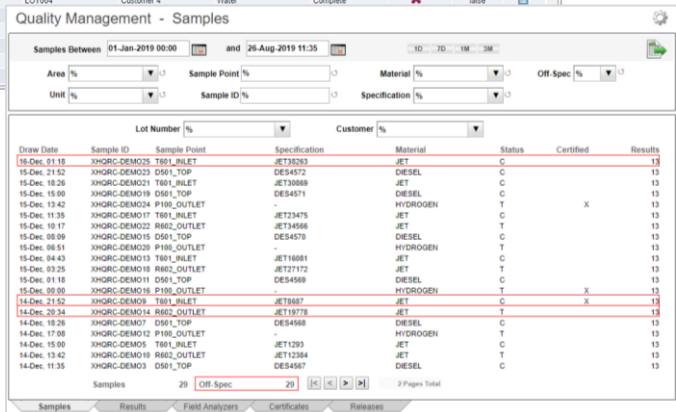 LOT004 Customer 4 Water Complete false
Quality Management - Samples
Samples Between 01-Jan-2019 00:00 and 26-Aug-2019 11:35 1D 7D 1M 3M
Area % Sample Point % Material % Off-Spec %
Unit % Sample ID % Specification %
Lot Number % Customer %
Draw Date Sample ID Sample Point Specification Material Status Certified Results
16-Dec, 01:18 XHQRC-DEMO25 T601_INLET JET38263 JET C 13
15-Dec, 21:52 XHQRC-DEMO23 D501_TOP DES4572 DIESEL C 13
15-Dec, 18:26 XHQRC-DEMO21 T601_INLET JET30869 JET C 13
15-Dec, 15:00 XHQRC-DEMO19 D501_TOP DES4571 DIESEL C 13
15-Dec, 13:42 XHQRC-DEMO24 P100_OUTLET - HYDROGEN T X 13
15-Dec, 11:35 XHQRC-DEMO17 T601_INLET JET23475 JET C 13
15-Dec, 10:17 XHQRC-DEMO22 R602_OUTLET JET34566 JET T 13
15-Dec, 08:09 XHQRC-DEMO15 D501_TOP DES4570 DIESEL C 13
15-Dec, 06:51 XHQRC-DEMO20 P100_OUTLET - HYDROGEN T 13
15-Dec, 04:43 XHQRC-DEMO13 T601_INLET JET16081 JET C 13
15-Dec, 03:25 XHQRC-DEMO18 R602_OUTLET JET27172 JET T 13
15-Dec, 01:18 XHQRC-DEMO11 D501_TOP DES4569 DIESEL C 13
15-Dec, 00:00 XHQRC-DEMO16 P100_OUTLET - HYDROGEN T X 13
14-Dec, 21:52 XHQRC-DEMO9 T601_INLET JET8687 JET C X 13
14-Dec, 20:34 XHQRC-DEMO14 R602_OUTLET JET19778 JET T 13
14-Dec, 18:26 XHQRC-DEMO7 D501_TOP DES4568 DIESEL C 13
14-Dec, 17:08 XHQRC-DEMO12 P100_OUTLET - HYDROGEN T 13
14-Dec, 15:00 XHQRC-DEMO5 T601_INLET JET1293 JET C 13
14-Dec, 13:42 XHQRC-DEMO10 R602_OUTLET JET12384 JET T 13
14-Dec, 11:35 XHQRC-DEMO3 D501_TOP DES4567 DIESEL C 13
Samples 29 Off-Spec 29 |< < > >| 2 Pages Total
Samples Results Field Analyzers Certificates Releases